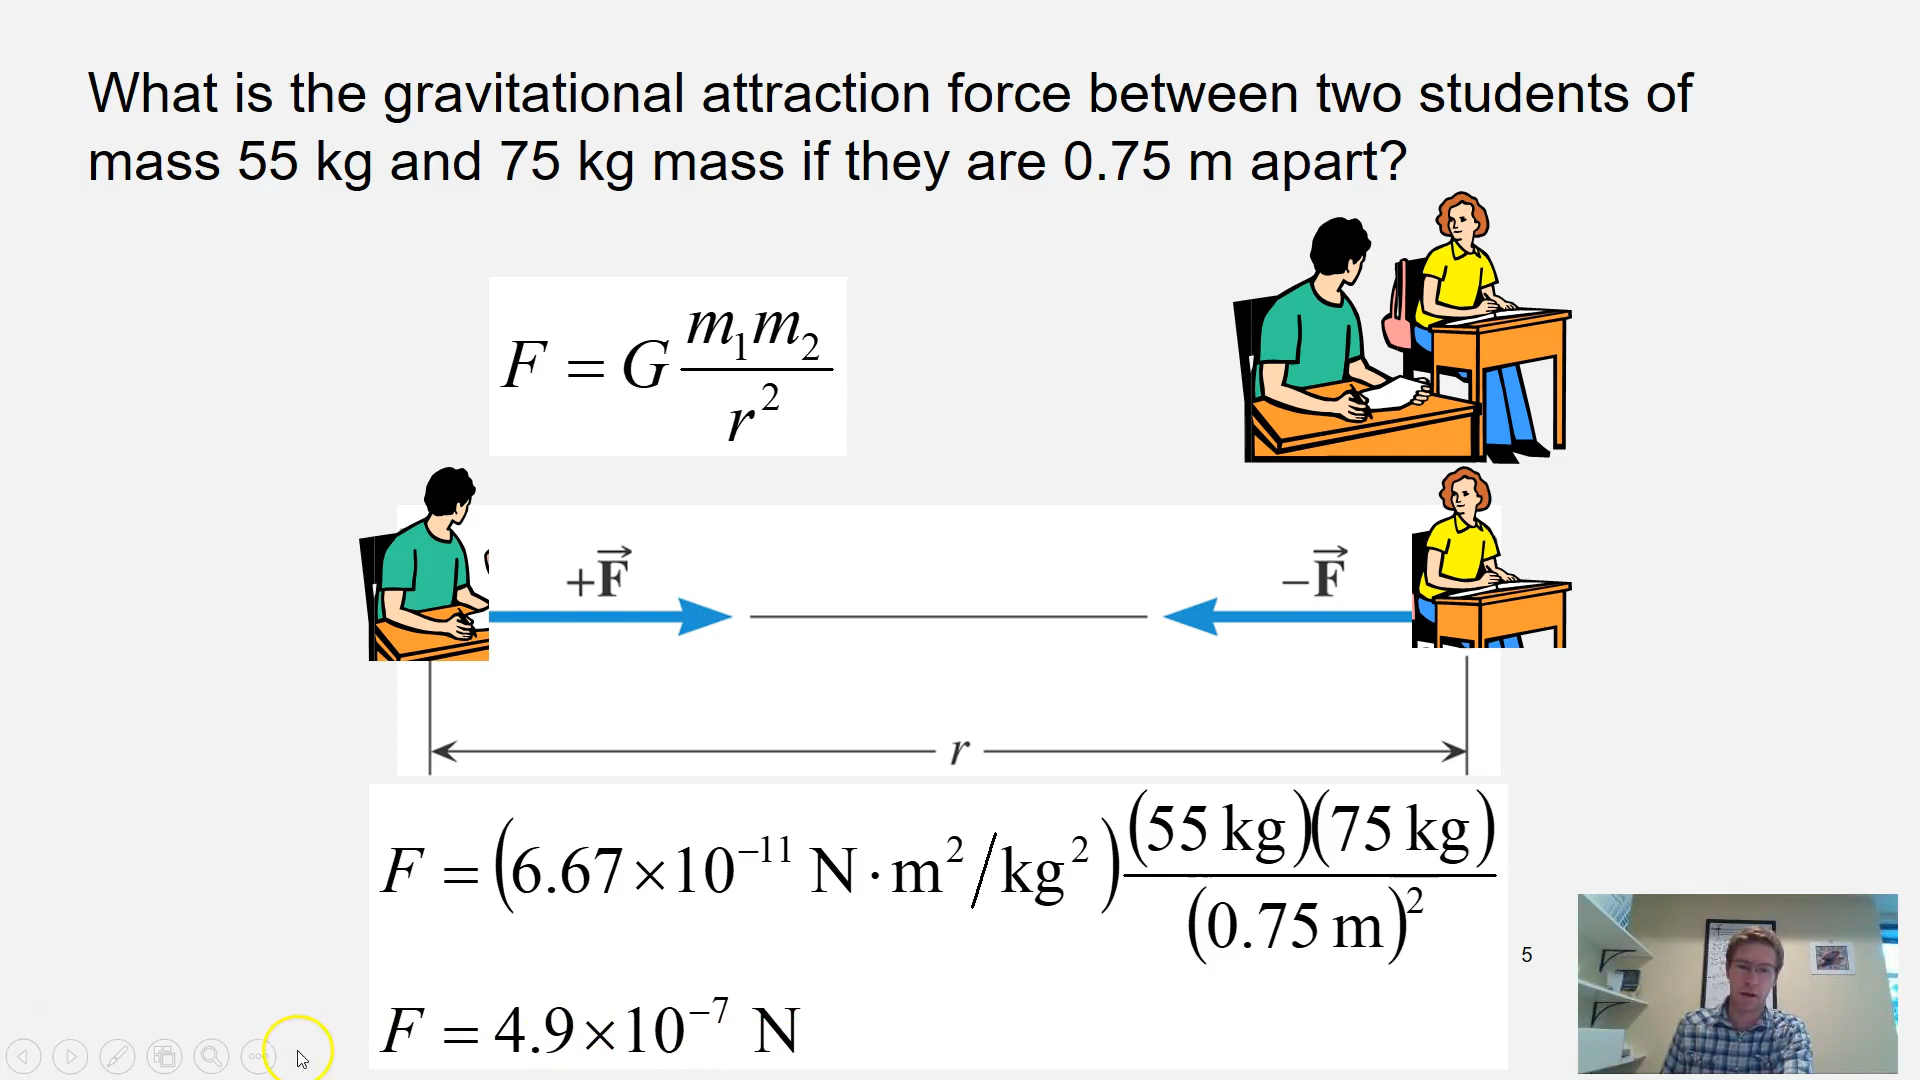 What is the gravitational attraction force between two students of
mass 55 kg and 75 kg mass if they are 0.75 m apart?
F = G m₁m₂ / r²
+F⃗
−F⃗
r
F = (6.67×10⁻¹¹ N·m²/kg²) (55 kg)(75 kg) / (0.75 m)²
5
F = 4.9×10⁻⁷ N